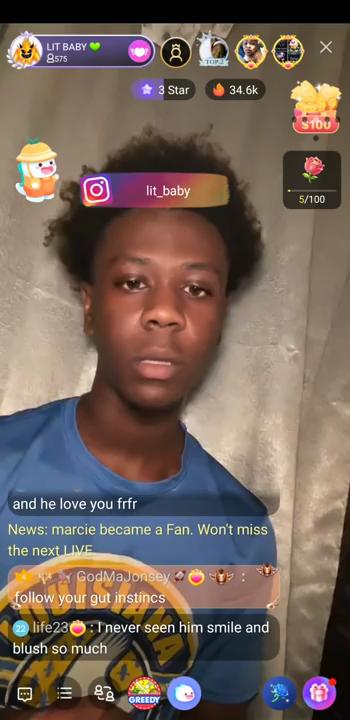 LIT BABY 💚
575
TOP.2
3 Star
34.6k
$100
lit_baby
5/100
and he love you frfr
News: marcie became a Fan. Won't miss
the next LIVE
GodMaJonsey :
follow your gut instincs
22 life23 : I never seen him smile and
blush so much
GREEDY